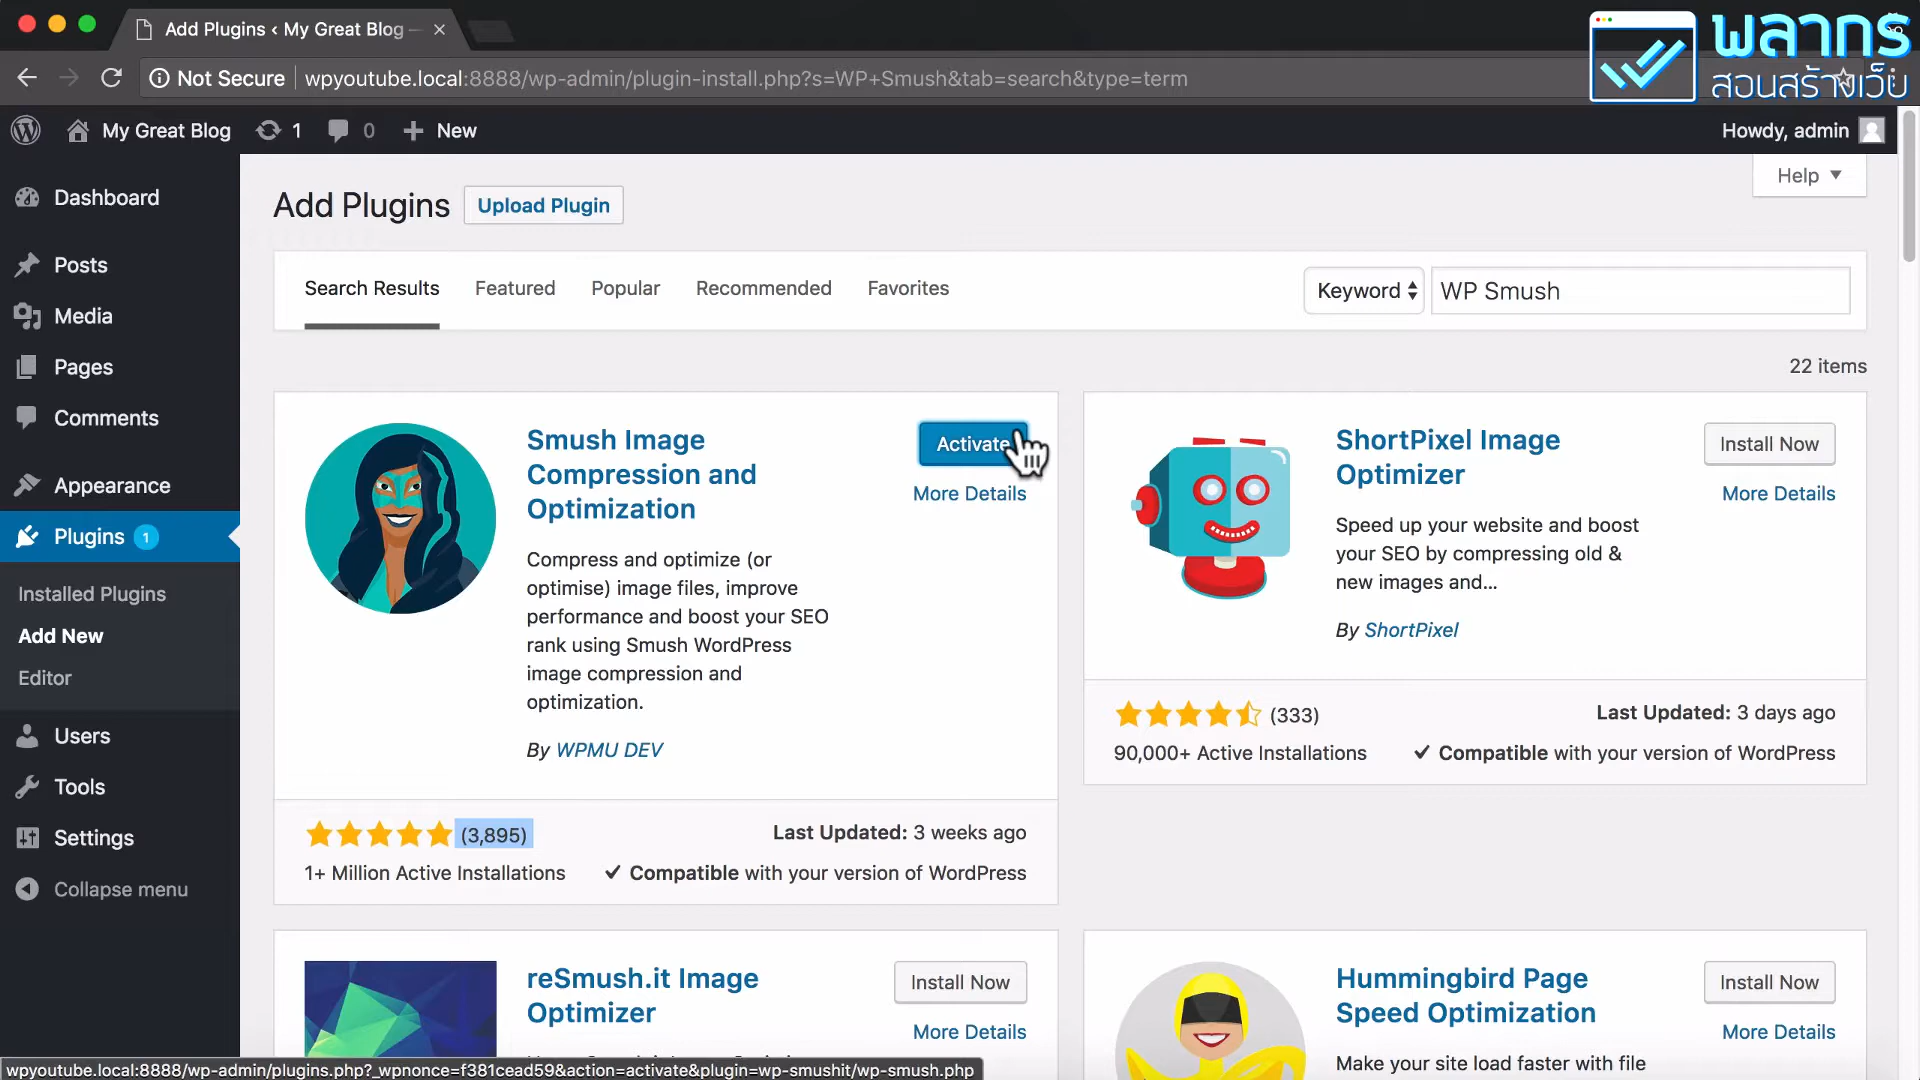 Add Plugins ‹ My Great Blog —
พลากร
สอนสร้างเว็บ
Not Secure
wpyoutube.local:8888/wp-admin/plugin-install.php?s=WP+Smush&tab=search&type=term
My Great Blog
1
0
New
Howdy, admin
Dashboard
Posts
Media
Pages
Comments
Appearance
Plugins 1
Installed Plugins
Add New
Editor
Users
Tools
Settings
Collapse menu
Help
Add Plugins
Upload Plugin
Search Results
Featured
Popular
Recommended
Favorites
Keyword
WP Smush
22 items
Smush Image
Compression and
Optimization
Activate
More Details
Compress and optimize (or
optimise) image files, improve
performance and boost your SEO
rank using Smush WordPress
image compression and
optimization.
By WPMU DEV
(3,895)
Last Updated: 3 weeks ago
1+ Million Active Installations
Compatible with your version of WordPress
ShortPixel Image
Optimizer
Install Now
More Details
Speed up your website and boost
your SEO by compressing old &
new images and...
By ShortPixel
(333)
Last Updated: 3 days ago
90,000+ Active Installations
Compatible with your version of WordPress
reSmush.it Image
Optimizer
Install Now
More Details
Hummingbird Page
Speed Optimization
Install Now
More Details
Make your site load faster with file
wpyoutube.local:8888/wp-admin/plugins.php?_wpnonce=f381cead59&action=activate&plugin=wp-smushit/wp-smush.php